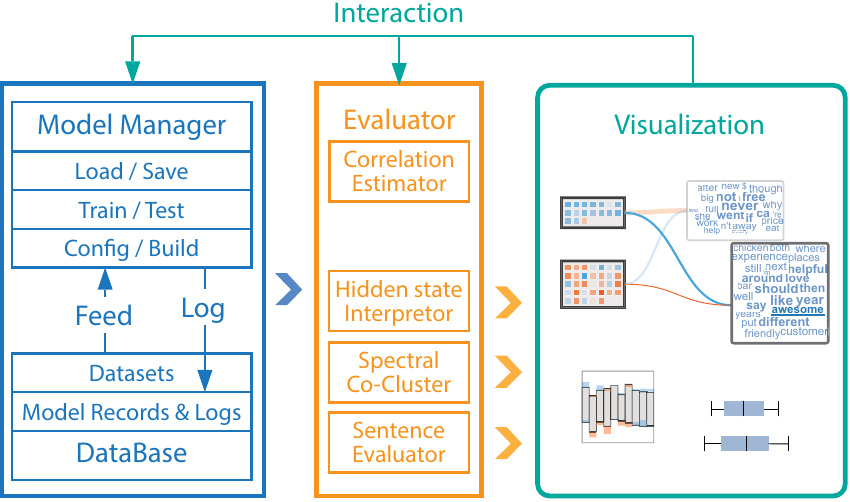 Interaction
Model Manager
Load / Save
Train / Test
Config / Build
Feed
Log
Datasets
Model Records & Logs
DataBase
Evaluator
Correlation
Estimator
Hidden state
Interpretor
Spectral
Co-Cluster
Sentence
Evaluator
Visualization
after new $ though
big not free
full never why
she went if ca 're
work n't away price
help eat
chicken both where
experience places
still next helpful
around love
bar should then
well like year
say awesome
years
put different
friendly customer